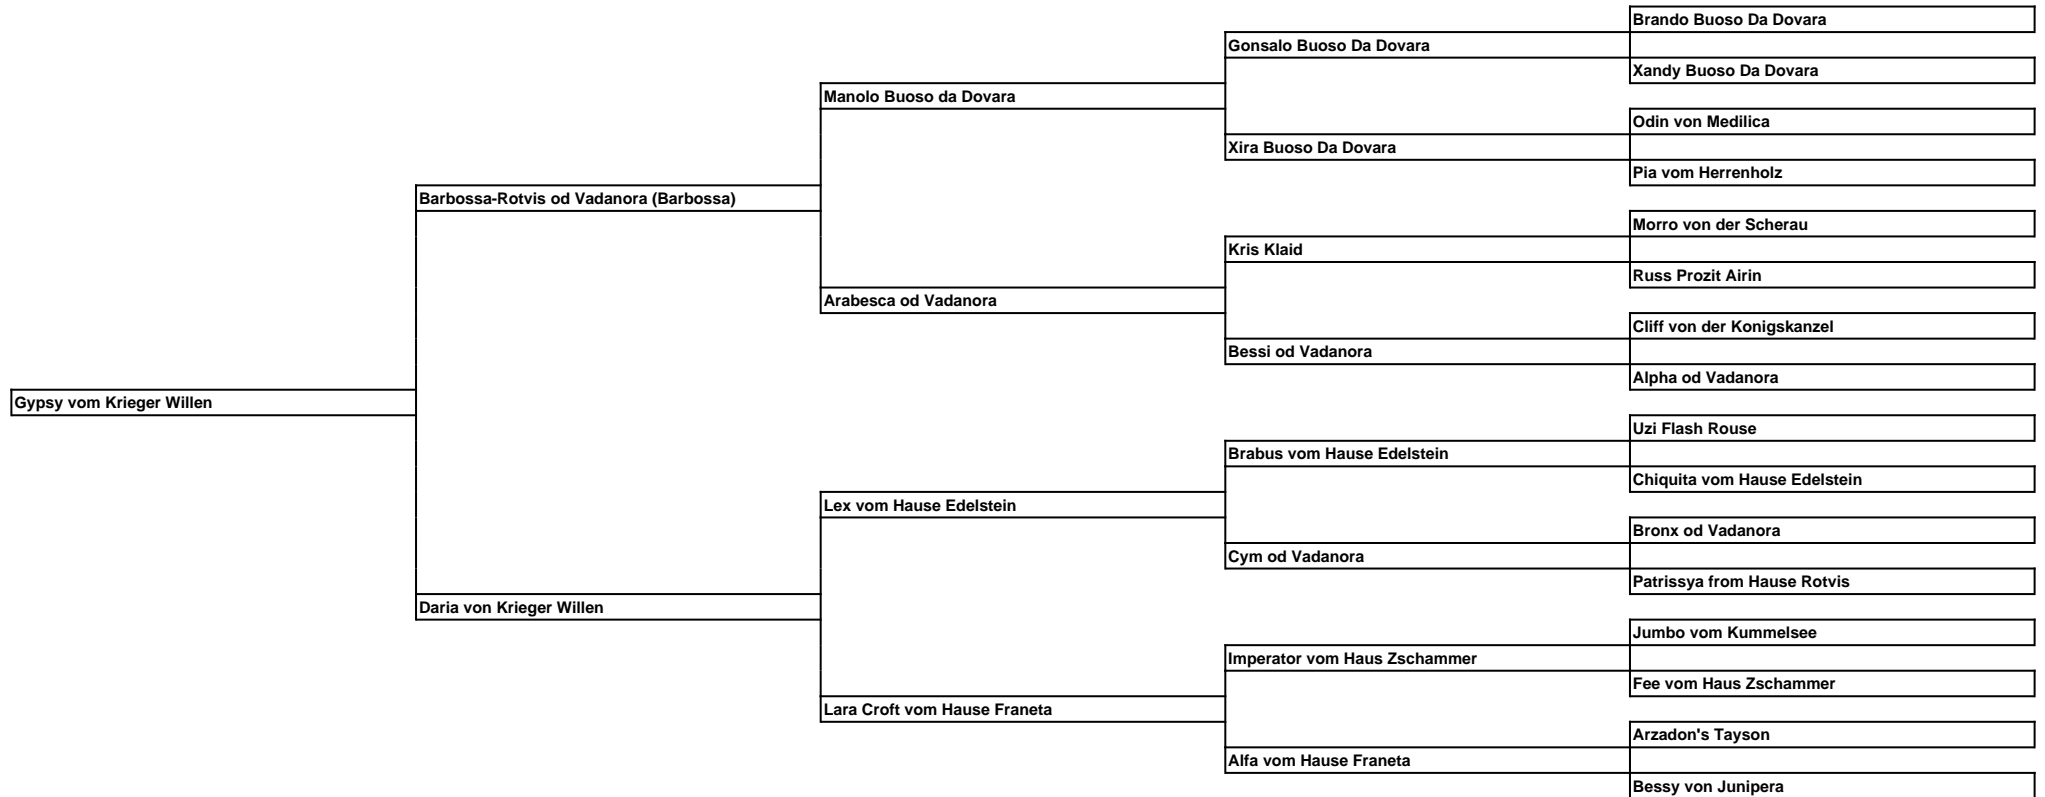 Brando Buoso Da Dovara
Gonsalo Buoso Da Dovara
Xandy Buoso Da Dovara
Manolo Buoso da Dovara
Odin von Medilica
Xira Buoso Da Dovara
Pia vom Herrenholz
Barbossa-Rotvis od Vadanora (Barbossa)
Morro von der Scherau
Kris Klaid
Russ Prozit Airin
Arabesca od Vadanora
Cliff von der Konigskanzel
Bessi od Vadanora
Alpha od Vadanora
Gypsy vom Krieger Willen
Uzi Flash Rouse
Brabus vom Hause Edelstein
Chiquita vom Hause Edelstein
Lex vom Hause Edelstein
Bronx od Vadanora
Cym od Vadanora
Patrissya from Hause Rotvis
Daria von Krieger Willen
Jumbo vom Kummelsee
Imperator vom Haus Zschammer
Fee vom Haus Zschammer
Lara Croft vom Hause Franeta
Arzadon's Tayson
Alfa vom Hause Franeta
Bessy von Junipera